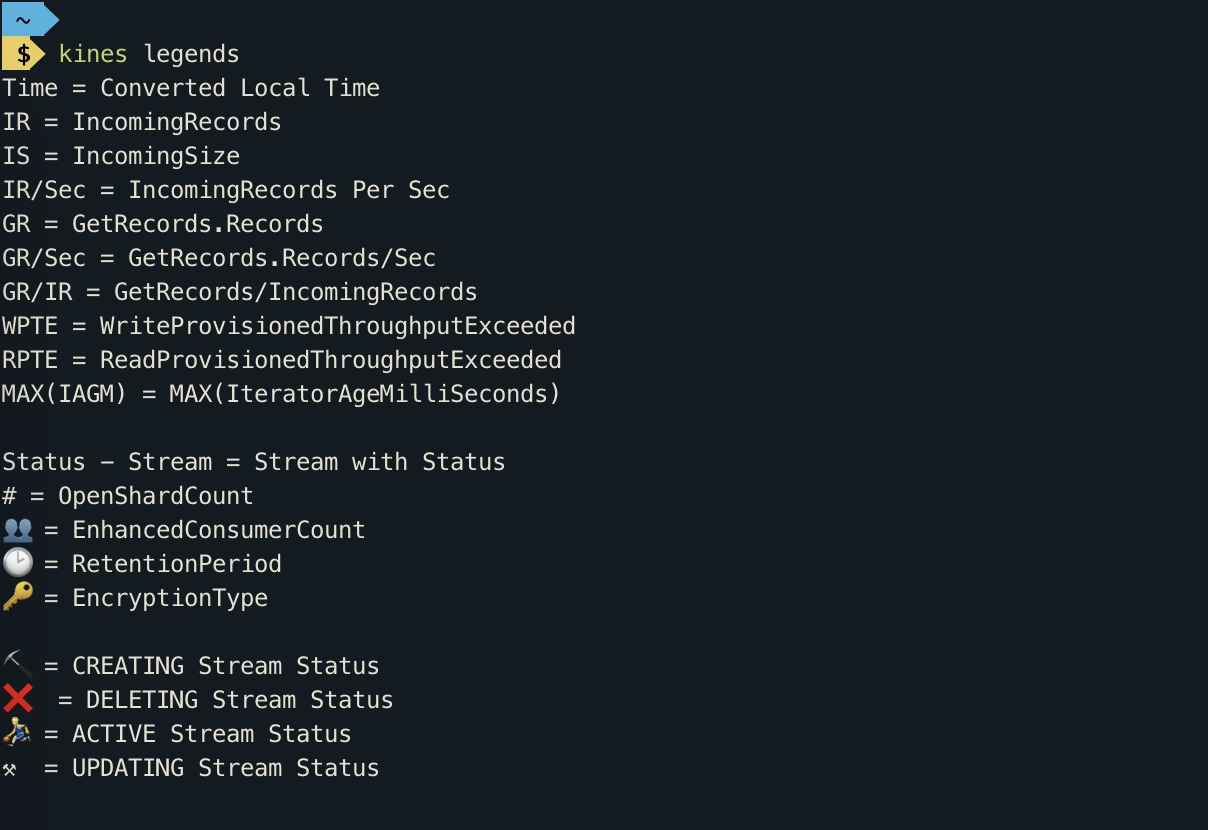 ~
$ kines legends
Time = Converted Local Time
IR = IncomingRecords
IS = IncomingSize
IR/Sec = IncomingRecords Per Sec
GR = GetRecords.Records
GR/Sec = GetRecords.Records/Sec
GR/IR = GetRecords/IncomingRecords
WPTE = WriteProvisionedThroughputExceeded
RPTE = ReadProvisionedThroughputExceeded
MAX(IAGM) = MAX(IteratorAgeMilliSeconds)
Status - Stream = Stream with Status
# = OpenShardCount
👥 = EnhancedConsumerCount
🕑 = RetentionPeriod
🔑 = EncryptionType
⛏ = CREATING Stream Status
❌ = DELETING Stream Status
⛹ = ACTIVE Stream Status
⚒ = UPDATING Stream Status